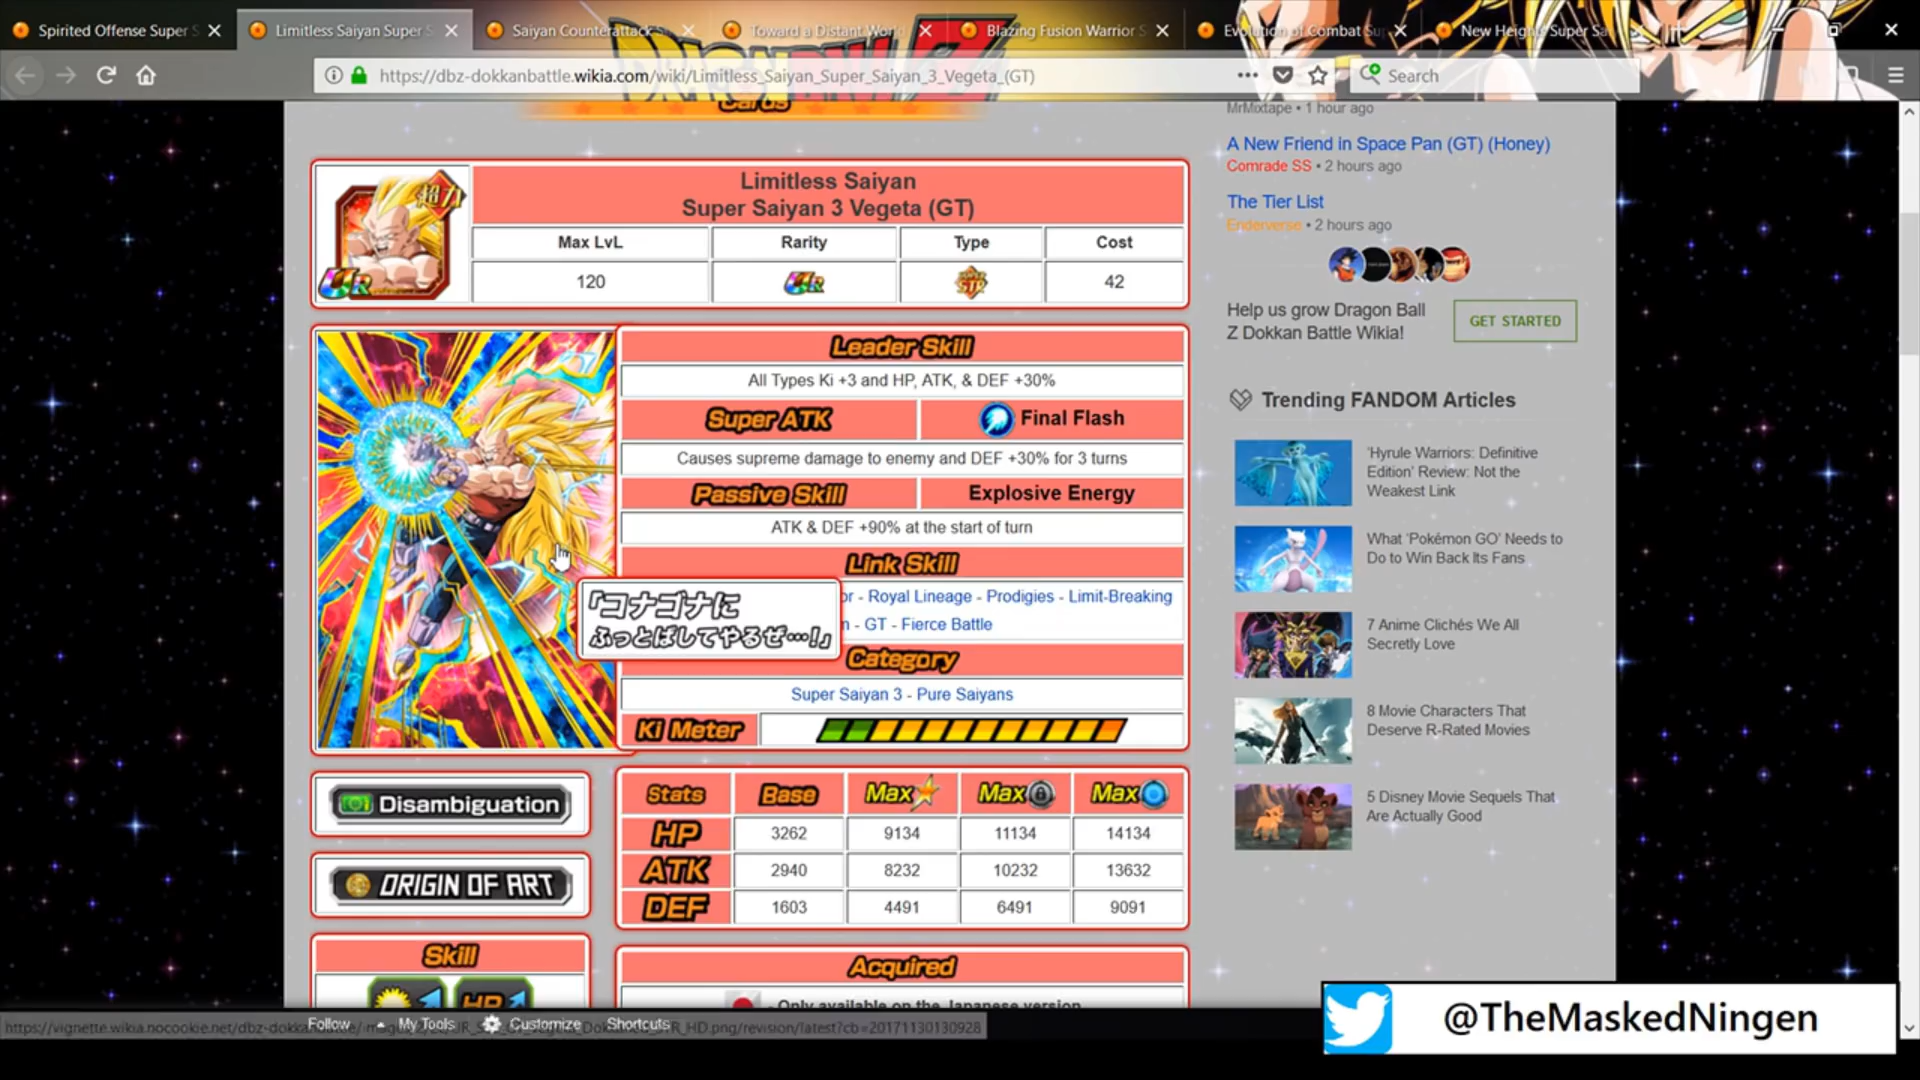 Spirited Offense Super S
Limitless Saiyan Super S
Saiyan Counterattack S
Toward a Distant World
Blazing Fusion Warrior S
Evolution of Combat Su
New Heights Super Sa
https://dbz-dokkanbattle.wikia.com/wiki/Limitless_Saiyan_Super_Saiyan_3_Vegeta_(GT)
Search
Cards
Limitless Saiyan
Super Saiyan 3 Vegeta (GT)
Max LvL
Rarity
Type
Cost
120
UR
SUPER STR
42
超力
UR
Leader Skill
All Types Ki +3 and HP, ATK, & DEF +30%
Super ATK
Final Flash
Causes supreme damage to enemy and DEF +30% for 3 turns
Passive Skill
Explosive Energy
ATK & DEF +90% at the start of turn
Link Skill
or - Royal Lineage - Prodigies - Limit-Breaking
m - GT - Fierce Battle
「コナゴナに
ふっとばしてやるぜ…!」
Category
Super Saiyan 3 - Pure Saiyans
Ki Meter
Disambiguation
ORIGIN OF ART
Skill
HP
Stats Base Max Max Max
HP 3262 9134 11134 14134
ATK 2940 8232 10232 13632
DEF 1603 4491 6491 9091
Acquired
- Only available on the Japanese version
MrMixtape • 1 hour ago
A New Friend in Space Pan (GT) (Honey)
Comrade SS • 2 hours ago
The Tier List
Enderverse • 2 hours ago
Help us grow Dragon Ball
Z Dokkan Battle Wikia!
GET STARTED
Trending FANDOM Articles
'Hyrule Warriors: Definitive
Edition' Review: Not the
Weakest Link
What 'Pokémon GO' Needs to
Do to Win Back Its Fans
7 Anime Clichés We All
Secretly Love
8 Movie Characters That
Deserve R-Rated Movies
5 Disney Movie Sequels That
Are Actually Good
Follow
My Tools
Customize
Shortcuts
@TheMaskedNingen